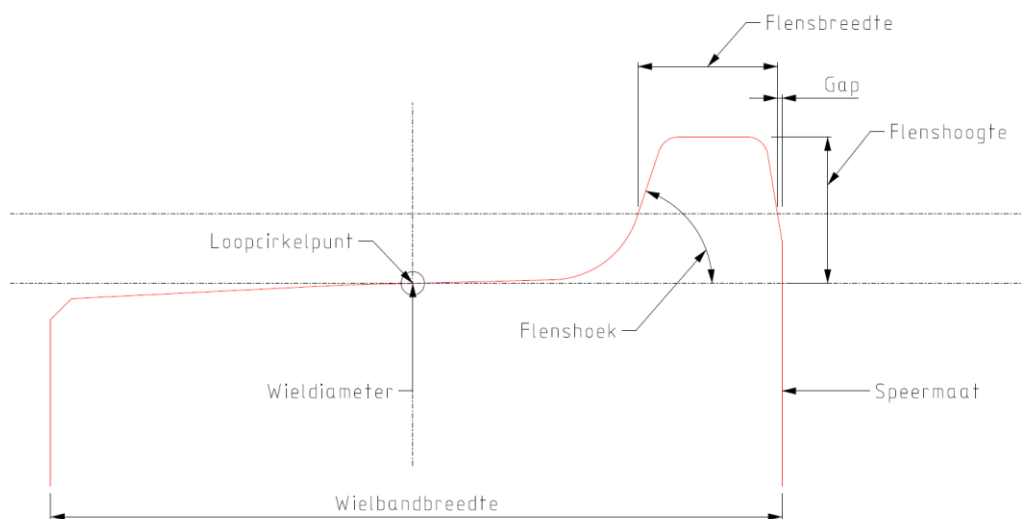 Flensbreedte
Gap
Flenshoogte
Loopcirkelpunt
Flenshoek
Wieldiameter
Speermaat
Wielbandbreedte